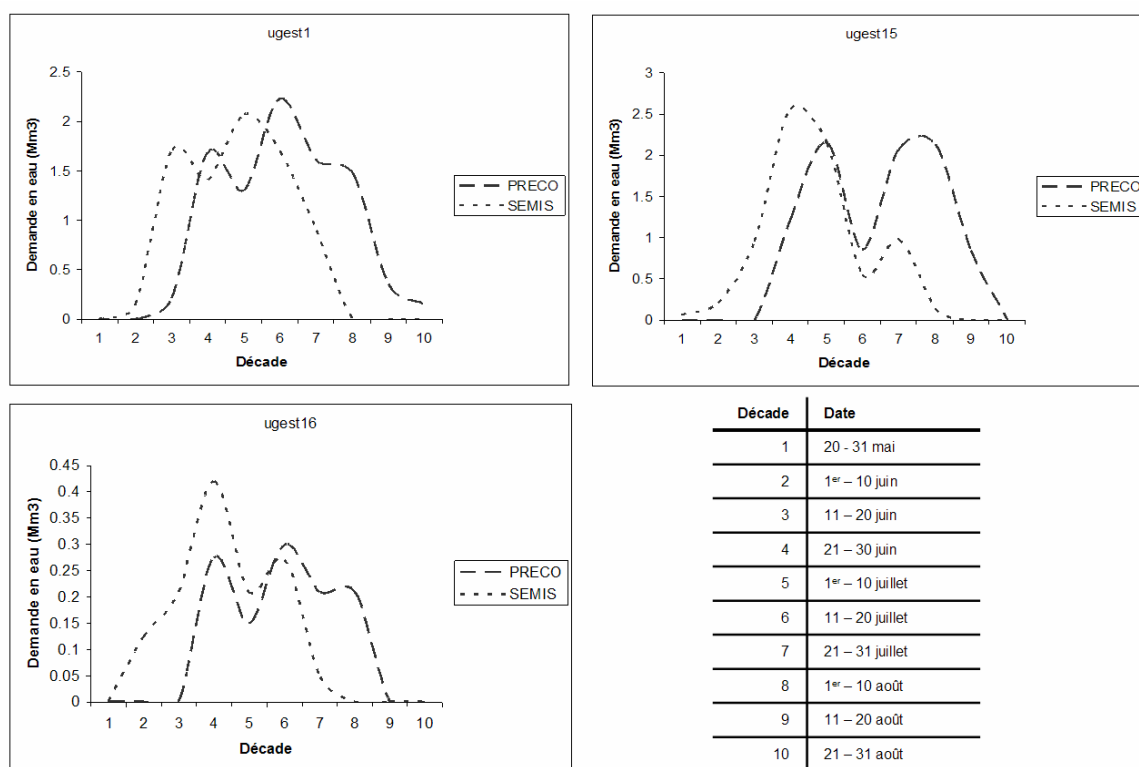 ugest1
Demande en eau (Mm3)
2.5
2
1.5
1
0.5
0
1 2 3 4 5 6 7 8 9 10
Décade
PRECO
SEMIS
ugest15
Demande en eau (Mm3)
3
2.5
2
1.5
1
0.5
0
1 2 3 4 5 6 7 8 9 10
Décade
PRECO
SEMIS
ugest16
Demande en eau (Mm3)
0.45
0.4
0.35
0.3
0.25
0.2
0.15
0.1
0.05
0
1 2 3 4 5 6 7 8 9 10
Décade
PRECO
SEMIS
Décade Date
1 20 - 31 mai
2 1er – 10 juin
3 11 – 20 juin
4 21 – 30 juin
5 1er – 10 juillet
6 11 – 20 juillet
7 21 – 31 juillet
8 1er – 10 août
9 11 – 20 août
10 21 – 31 août